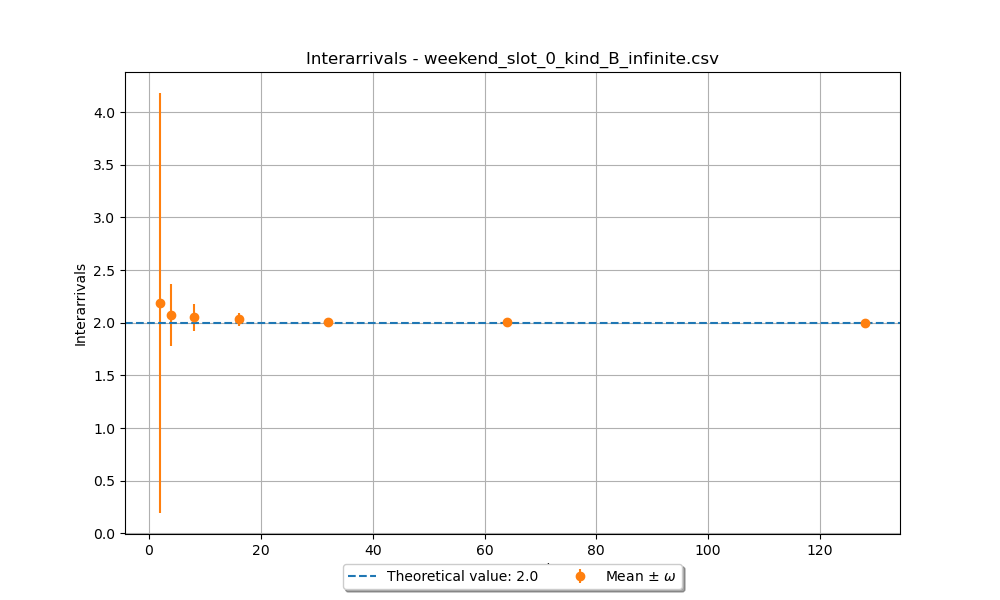 Interarrivals - weekend_slot_0_kind_B_infinite.csv
Interarrivals
4.0
3.5
3.0
2.5
2.0
1.5
1.0
0.5
0.0
0 20 40 60 80 100 120
Theoretical value: 2.0
Mean ± ω